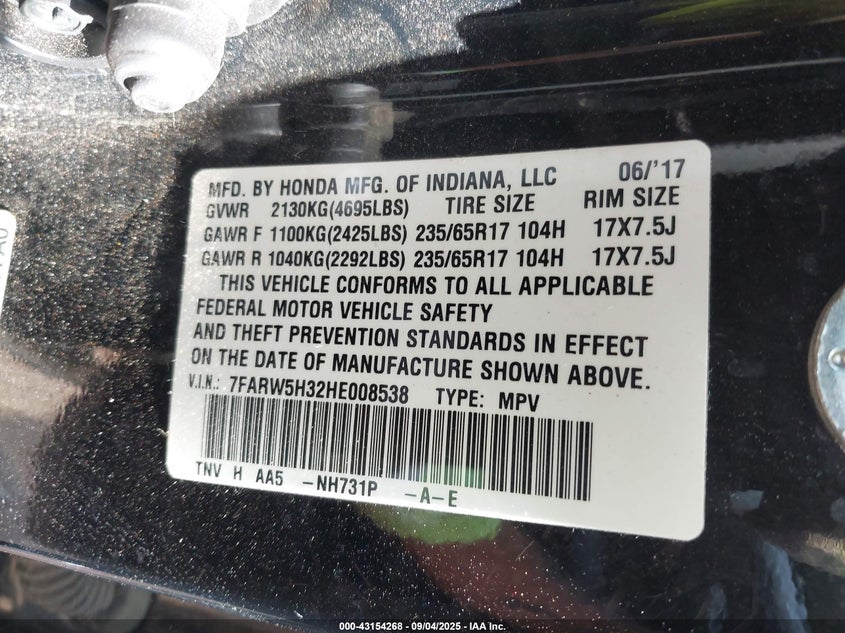 MFD. BY HONDA MFG. OF INDIANA, LLC 06/'17
GVWR 2130KG(4695LBS) TIRE SIZE RIM SIZE
GAWR F 1100KG(2425LBS) 235/65R17 104H 17X7.5J
GAWR R 1040KG(2292LBS) 235/65R17 104H 17X7.5J
THIS VEHICLE CONFORMS TO ALL APPLICABLE
FEDERAL MOTOR VEHICLE SAFETY
AND THEFT PREVENTION STANDARDS IN EFFECT
ON THE DATE OF MANUFACTURE SHOWN ABOVE.
V.I.N.: 7FARW5H32HE008538 TYPE: MPV
TNV H AA5 -NH731P -A-E
000-43154268 - 09/04/2025 - IAA Inc.